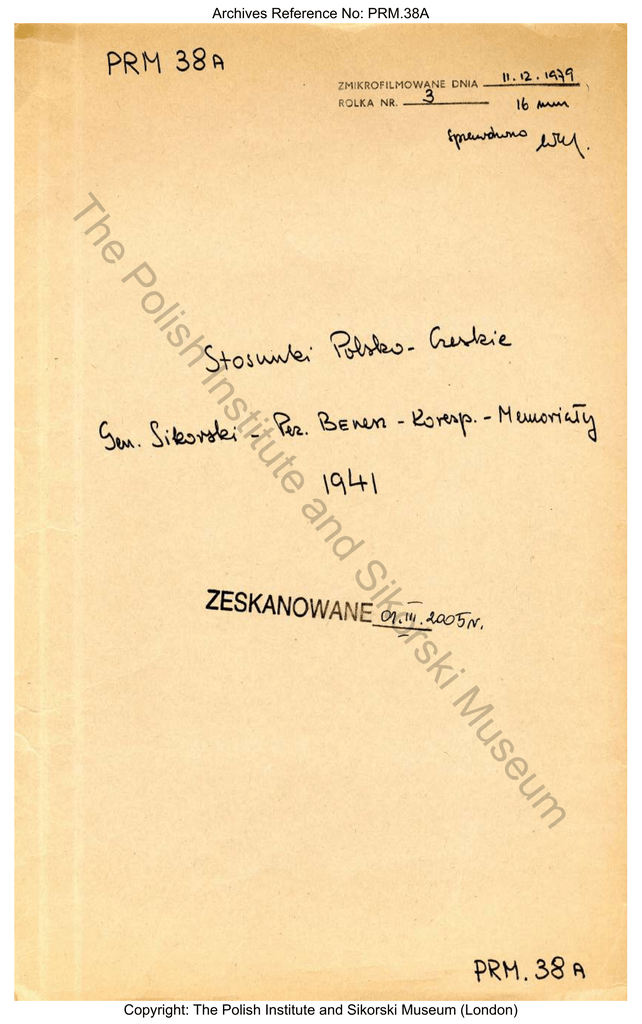 Archives Reference No: PRM.38A
PRM 38A
ZMIKROFILMOWANE DNIA 11.12.1979
ROLKA NR. 3 16 mm
sprawdzono
Stosunki Polsko-Czeskie
Gen. Sikorski - Prez. Benesz - Koresp. - Memoriały
1941
ZESKANOWANE 01.III.2005r.
The Polish Institute and Sikorski Museum
PRM. 38A
Copyright: The Polish Institute and Sikorski Museum (London)